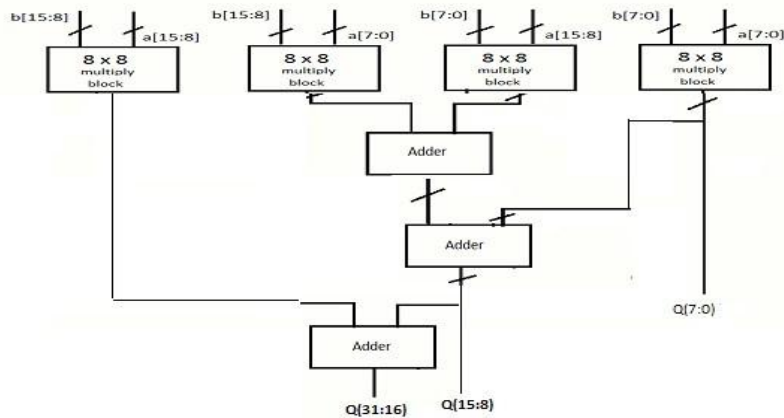 b[15:8]
a[15:8]
8 x 8
multiply
block
b[15:8]
a[7:0]
8 x 8
multiply
block
b[7:0]
a[15:8]
8 x 8
multiply
block
b[7:0]
a[7:0]
8 x 8
multiply
block
Adder
Adder
Q(7:0)
Adder
Q(31:16)
Q(15:8)